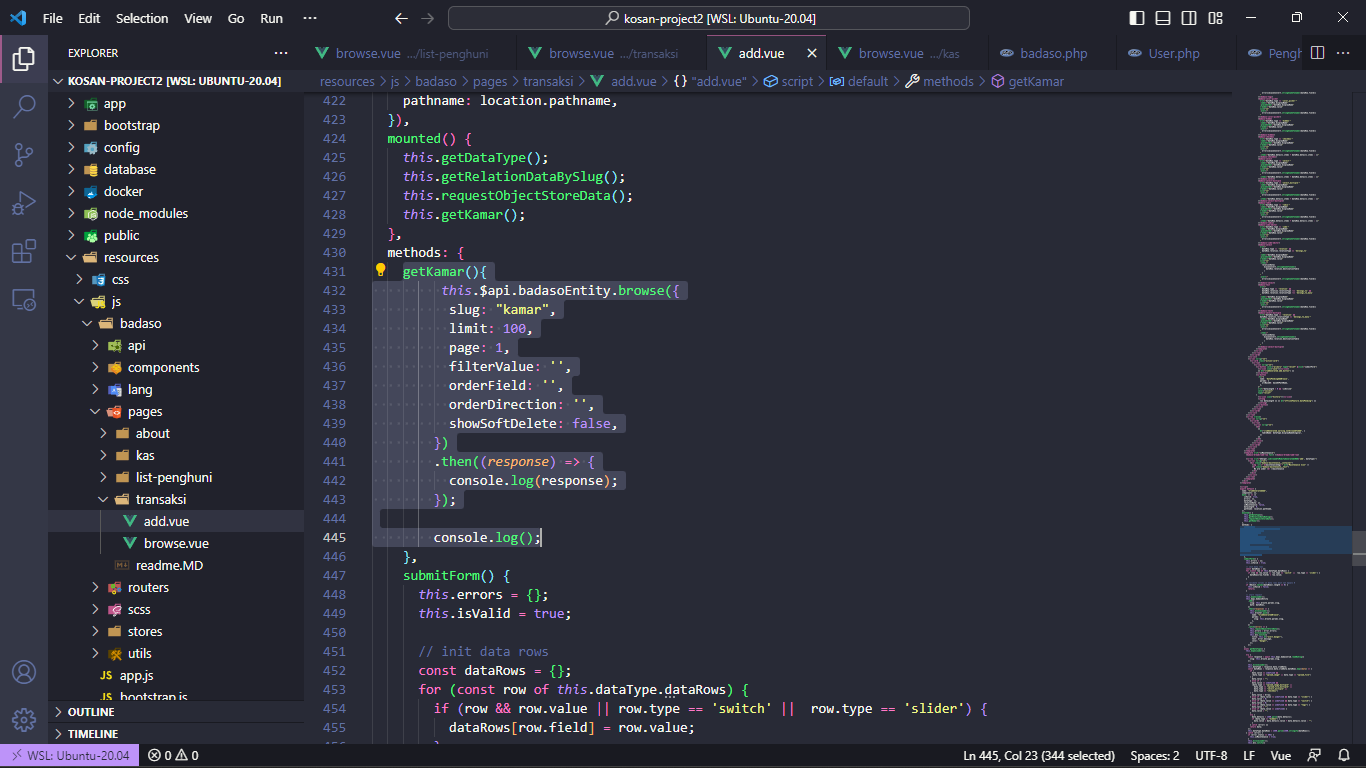 File Edit Selection View Go Run ···
kosan-project2 [WSL: Ubuntu-20.04]
EXPLORER
browse.vue .../list-penghuni
browse.vue .../transaksi
add.vue
browse.vue .../kas
badaso.php
User.php
Pengh
KOSAN-PROJECT2 [WSL: UBUNTU-20.04]
app
bootstrap
config
database
docker
node_modules
public
resources
css
js
badaso
api
components
lang
pages
about
kas
list-penghuni
transaksi
add.vue
browse.vue
readme.MD
routers
scss
stores
utils
app.js
bootstrap.js
OUTLINE
TIMELINE
resources > js > badaso > pages > transaksi > add.vue > {} "add.vue" > script > default > methods > getKamar
422 pathname: location.pathname,
423 }),
424 mounted() {
425 this.getDataType();
426 this.getRelationDataBySlug();
427 this.requestObjectStoreData();
428 this.getKamar();
429 },
430 methods: {
431 getKamar(){
432 this.$api.badasoEntity.browse({
433 slug: "kamar",
434 limit: 100,
435 page: 1,
436 filterValue: '',
437 orderField: '',
438 orderDirection: '',
439 showSoftDelete: false,
440 })
441 .then((response) => {
442 console.log(response);
443 });
444
445 console.log();
446 },
447 submitForm() {
448 this.errors = {};
449 this.isValid = true;
450
451 // init data rows
452 const dataRows = {};
453 for (const row of this.dataType.dataRows) {
454 if (row && row.value || row.type == 'switch' || row.type == 'slider') {
455 dataRows[row.field] = row.value;
WSL: Ubuntu-20.04
0 0
Ln 445, Col 23 (344 selected) Spaces: 2 UTF-8 LF Vue